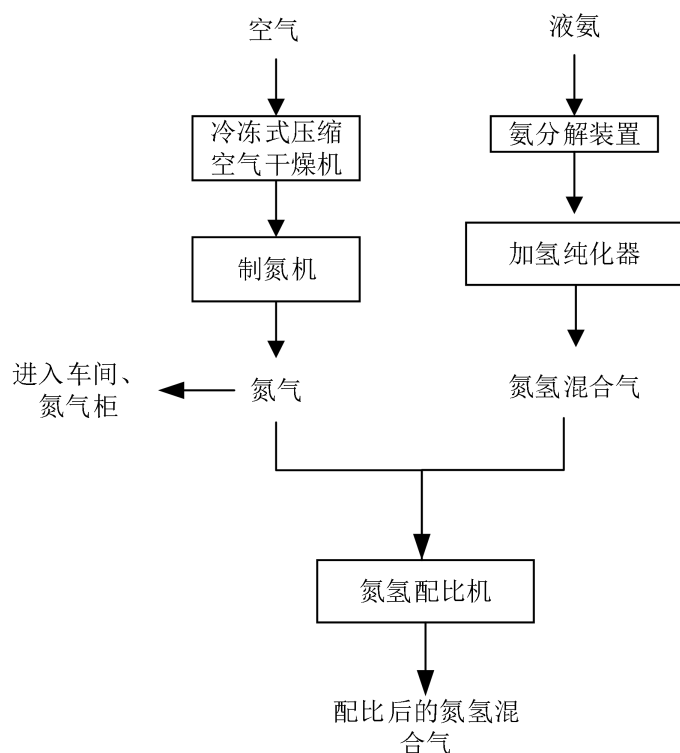 空气
液氨
冷冻式压缩
空气干燥机
氨分解装置
制氮机
加氢纯化器
进入车间、
氮气柜
氮气
氮氢混合气
氮氢配比机
配比后的氮氢混
合气